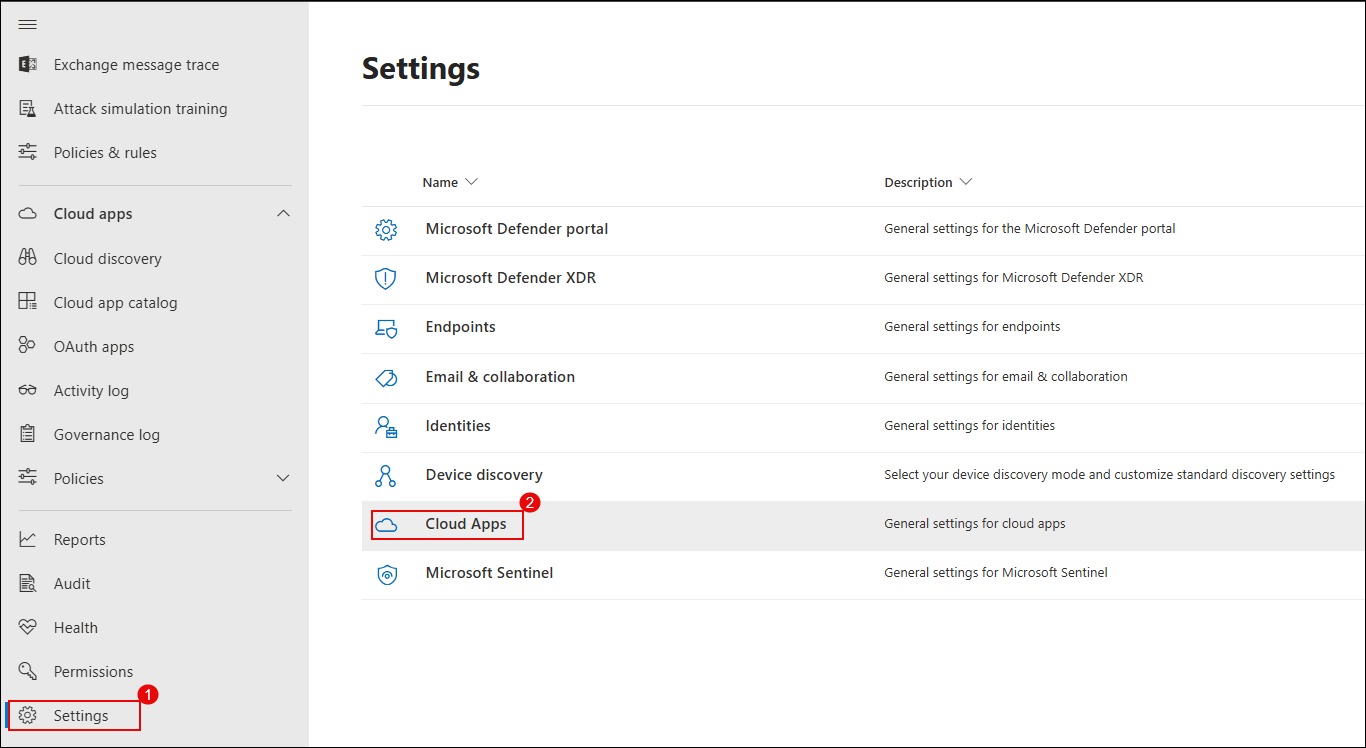 Exchange message trace
Attack simulation training
Policies & rules
Cloud apps
Cloud discovery
Cloud app catalog
OAuth apps
Activity log
Governance log
Policies
Reports
Audit
Health
Permissions
1
Settings
Settings
Name Description
Microsoft Defender portal General settings for the Microsoft Defender portal
Microsoft Defender XDR General settings for Microsoft Defender XDR
Endpoints General settings for endpoints
Email & collaboration General settings for email & collaboration
Identities General settings for identities
Device discovery Select your device discovery mode and customize standard discovery settings
2
Cloud Apps General settings for cloud apps
Microsoft Sentinel General settings for Microsoft Sentinel